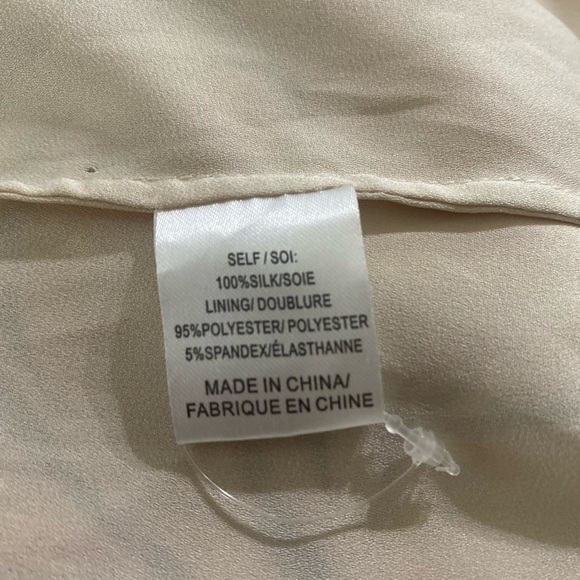 SELF / SOI:
100%SILK/SOIE
LINING/ DOUBLURE
95%POLYESTER/ POLYESTER
5%SPANDEX/ÉLASTHANNE
MADE IN CHINA/
FABRIQUE EN CHINE